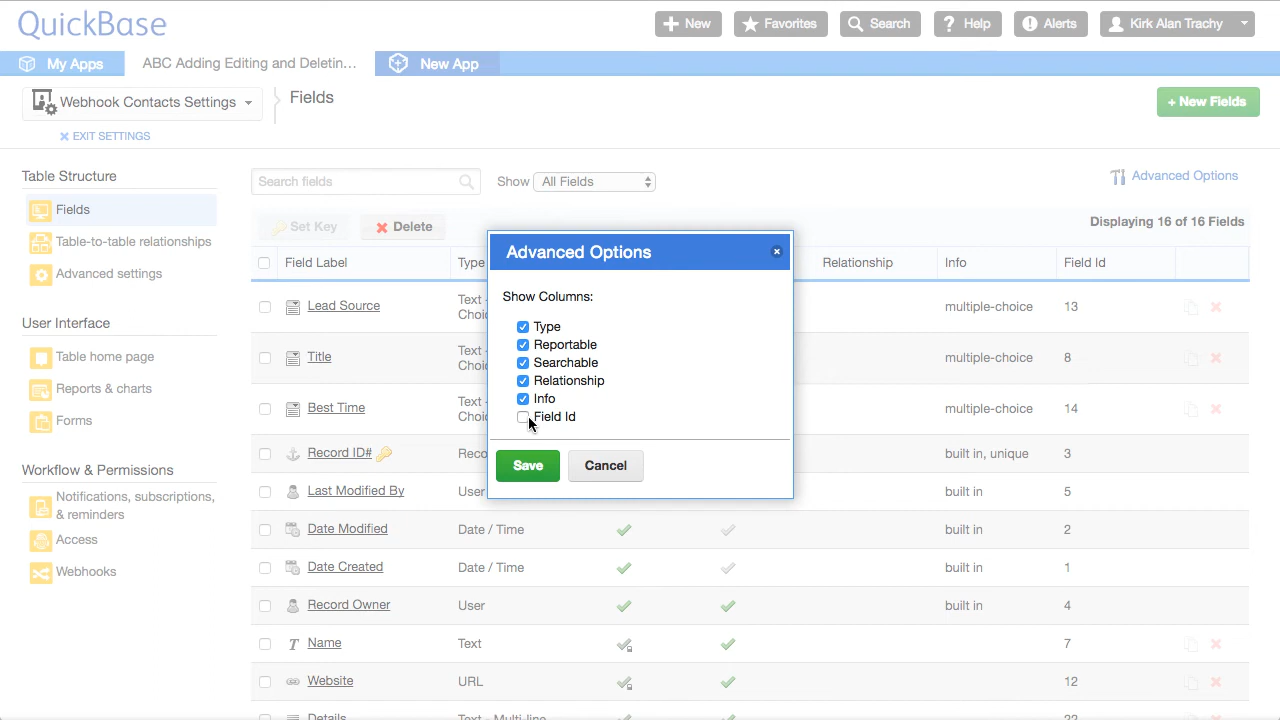 QuickBase
New
Favorites
Search
Help
Alerts
Kirk Alan Trachy
My Apps
ABC Adding Editing and Deletin...
New App
Webhook Contacts Settings
Fields
+ New Fields
EXIT SETTINGS
Table Structure
Fields
Table-to-table relationships
Advanced settings
User Interface
Table home page
Reports & charts
Forms
Workflow & Permissions
Notifications, subscriptions,
& reminders
Access
Webhooks
Search fields
Show
All Fields
Advanced Options
Set Key
Delete
Displaying 16 of 16 Fields
Field Label
Type
Relationship
Info
Field Id
Lead Source
Text -
Choic
multiple-choice
13
Title
Text -
Choic
multiple-choice
8
Best Time
Text -
Choic
multiple-choice
14
Record ID#
Reco
built in, unique
3
Last Modified By
User
built in
5
Date Modified
Date / Time
built in
2
Date Created
Date / Time
built in
1
Record Owner
User
built in
4
Name
Text
7
Website
URL
12
Details
Text - Multi-line
22
Advanced Options
Show Columns:
Type
Reportable
Searchable
Relationship
Info
Field Id
Save
Cancel